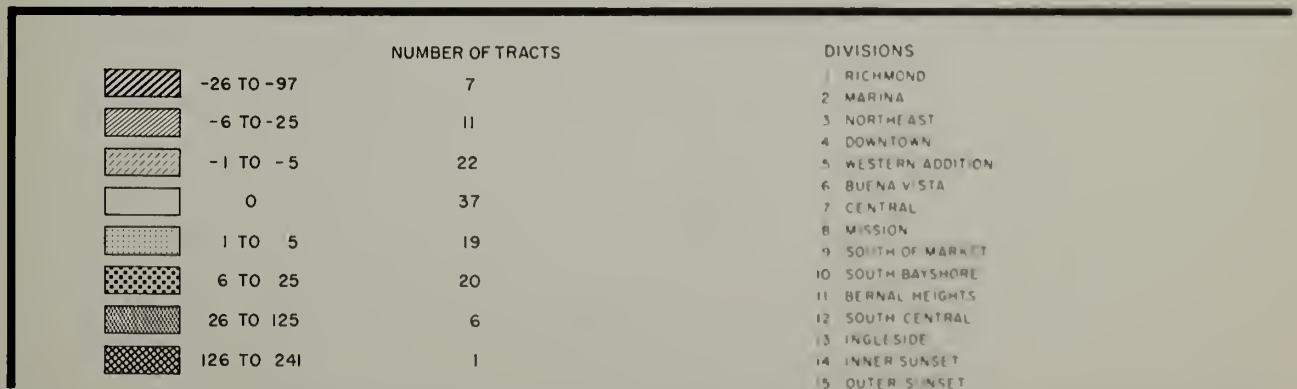 NUMBER OF TRACTS
-26 TO -97 7
-6 TO -25 11
-1 TO -5 22
0 37
1 TO 5 19
6 TO 25 20
26 TO 125 6
126 TO 241 1
DIVISIONS
1 RICHMOND
2 MARINA
3 NORTHEAST
4 DOWNTOWN
5 WESTERN ADDITION
6 BUENA VISTA
7 CENTRAL
8 MISSION
9 SOUTH OF MARKET
10 SOUTH BAYSHORE
11 BERNAL HEIGHTS
12 SOUTH CENTRAL
13 INGLESIDE
14 INNER SUNSET
15 OUTER SUNSET